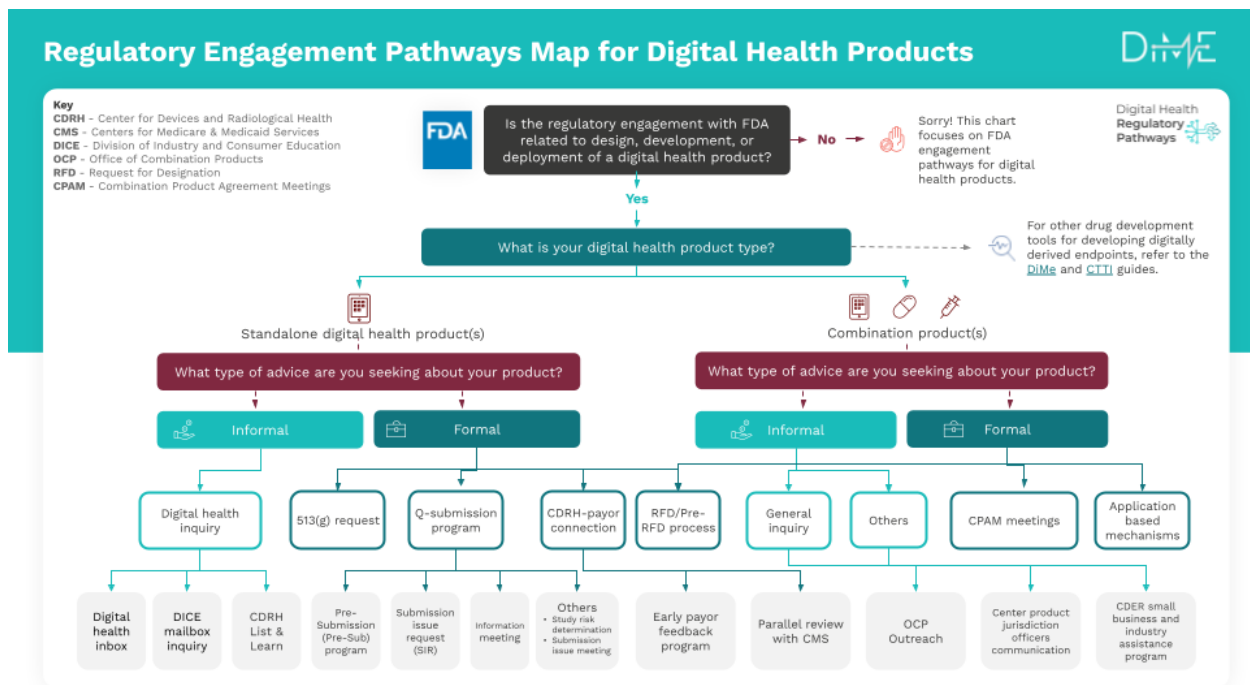 Regulatory Engagement Pathways Map for Digital Health Products
DiME
Key
CDRH - Center for Devices and Radiological Health
CMS - Centers for Medicare & Medicaid Services
DICE - Division of Industry and Consumer Education
OCP - Office of Combination Products
RFD - Request for Designation
CPAM - Combination Product Agreement Meetings
FDA
Is the regulatory engagement with FDA
related to design, development, or
deployment of a digital health product?
No
Sorry! This chart
focuses on FDA
engagement
pathways for digital
health products.
Digital Health
Regulatory
Pathways
Yes
What is your digital health product type?
For other drug development
tools for developing digitally
derived endpoints, refer to the
DiMe and CTTI guides.
Standalone digital health product(s)
Combination product(s)
What type of advice are you seeking about your product?
What type of advice are you seeking about your product?
Informal
Formal
Informal
Formal
Digital health
inquiry
513(g) request
Q-submission
program
CDRH-payor
connection
RFD/Pre-
RFD process
General
inquiry
Others
CPAM meetings
Application
based
mechanisms
Digital
health
inbox
DICE
mailbox
inquiry
CDRH
List &
Learn
Pre-
Submission
(Pre-Sub)
program
Submission
issue
request
(SIR)
Information
meeting
Others
• Study risk
determination
• Submission
issue meeting
Early payor
feedback
program
Parallel review
with CMS
OCP
Outreach
Center product
jurisdiction
officers
communication
CDER small
business and
industry
assistance
program